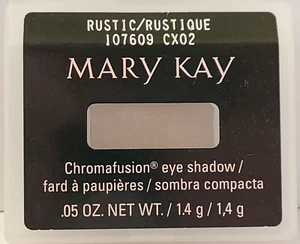 RUSTIC/RUSTIQUE
107609 CX02
MARY KAY
Chromafusion® eye shadow /
fard à paupières / sombra compacta
.05 OZ. NET WT. / 1.4 g / 1,4 g